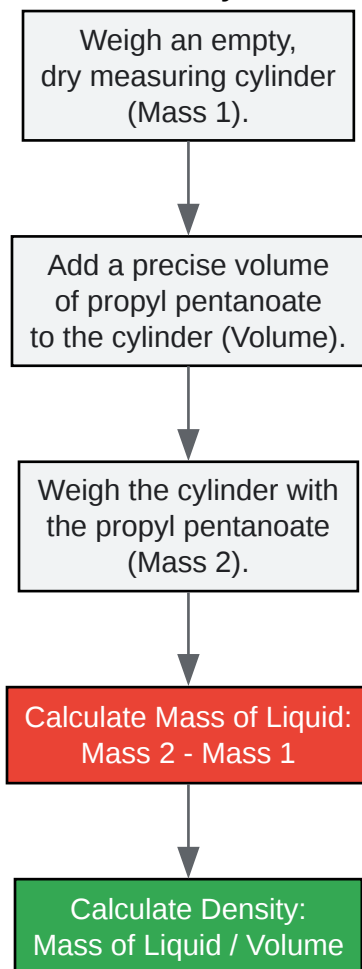 Weigh an empty,
dry measuring cylinder
(Mass 1).
Add a precise volume
of propyl pentanoate
to the cylinder (Volume).
Weigh the cylinder with
the propyl pentanoate
(Mass 2).
Calculate Mass of Liquid:
Mass 2 - Mass 1
Calculate Density:
Mass of Liquid / Volume